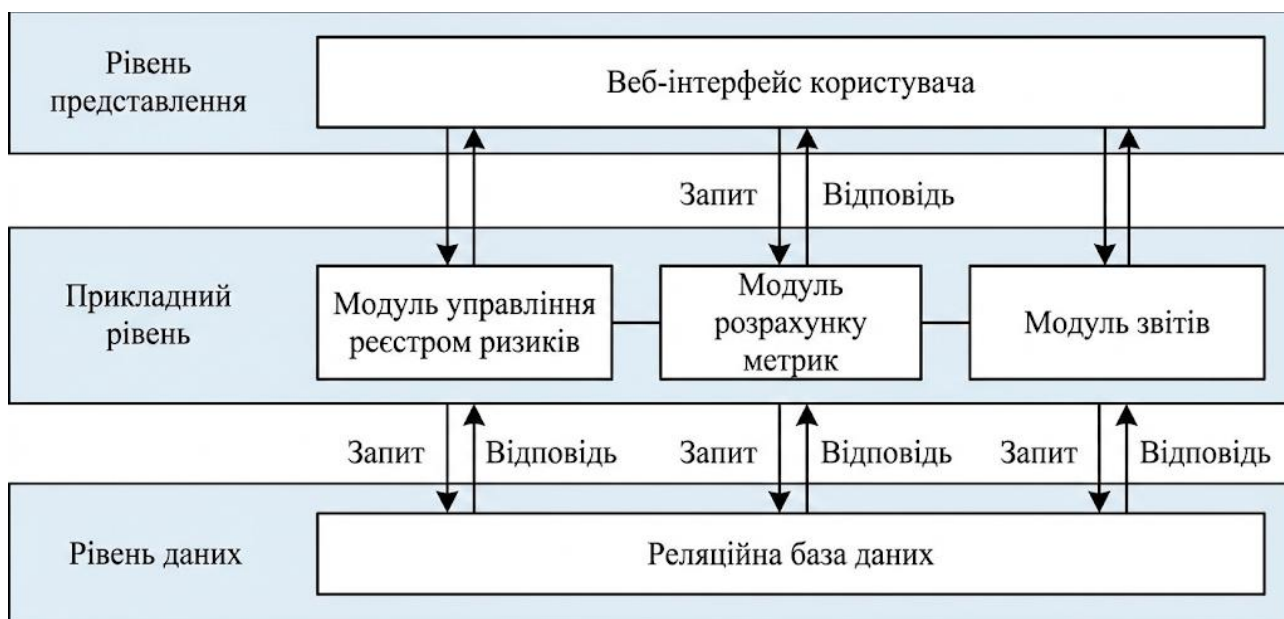 Рівень
представлення
Веб-інтерфейс користувача
Запит
Відповідь
Прикладний
рівень
Модуль управління
реєстром ризиків
Модуль
розрахунку
метрик
Модуль звітів
Запит
Відповідь
Запит
Відповідь
Запит
Відповідь
Рівень даних
Реляційна база даних